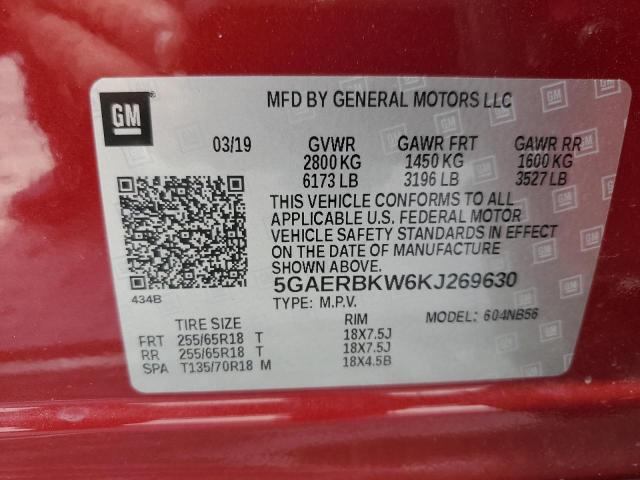 GM
MFD BY GENERAL MOTORS LLC
03/19 GVWR GAWR FRT GAWR RR
2800 KG 1450 KG 1600 KG
6173 LB 3196 LB 3527 LB
THIS VEHICLE CONFORMS TO ALL
APPLICABLE U.S. FEDERAL MOTOR
VEHICLE SAFETY STANDARDS IN EFFECT
ON THE DATE OF MANUFACTURE
SHOWN ABOVE.
434B
5GAERBKW6KJ269630
TYPE: M.P.V. MODEL: 604NB56
TIRE SIZE RIM
FRT 255/65R18 T 18X7.5J
RR 255/65R18 T 18X7.5J
SPA T135/70R18 M 18X4.5B